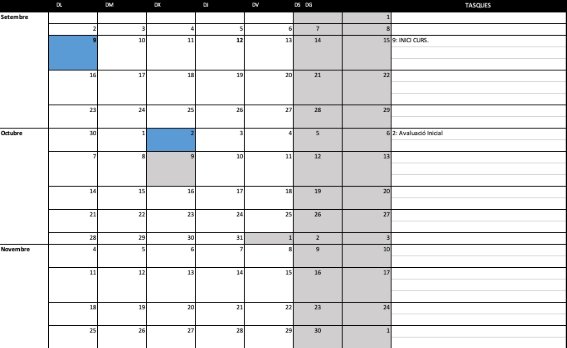 DL DM DX DJ DV DS DG TASQUES
Setembre 1
2 3 4 5 6 7 8
9 10 11 12 13 14 15 9: INICI CURS.
16 17 18 19 20 21 22
23 24 25 26 27 28 29
Octubre 30 1 2 3 4 5 6 2: Avaluació Inicial
7 8 9 10 11 12 13
14 15 16 17 18 19 20
21 22 23 24 25 26 27
28 29 30 31 1 2 3
Novembre 4 5 6 7 8 9 10
11 12 13 14 15 16 17
18 19 20 21 22 23 24
25 26 27 28 29 30 1